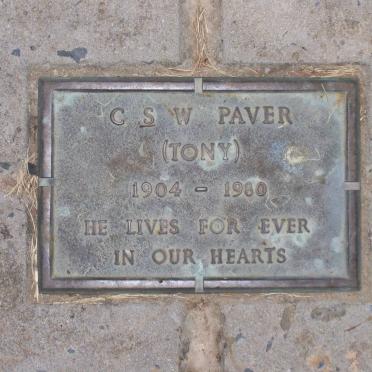 C S W PAVER
(TONY)
1904 - 1980
HE LIVES FOR EVER
IN OUR HEARTS